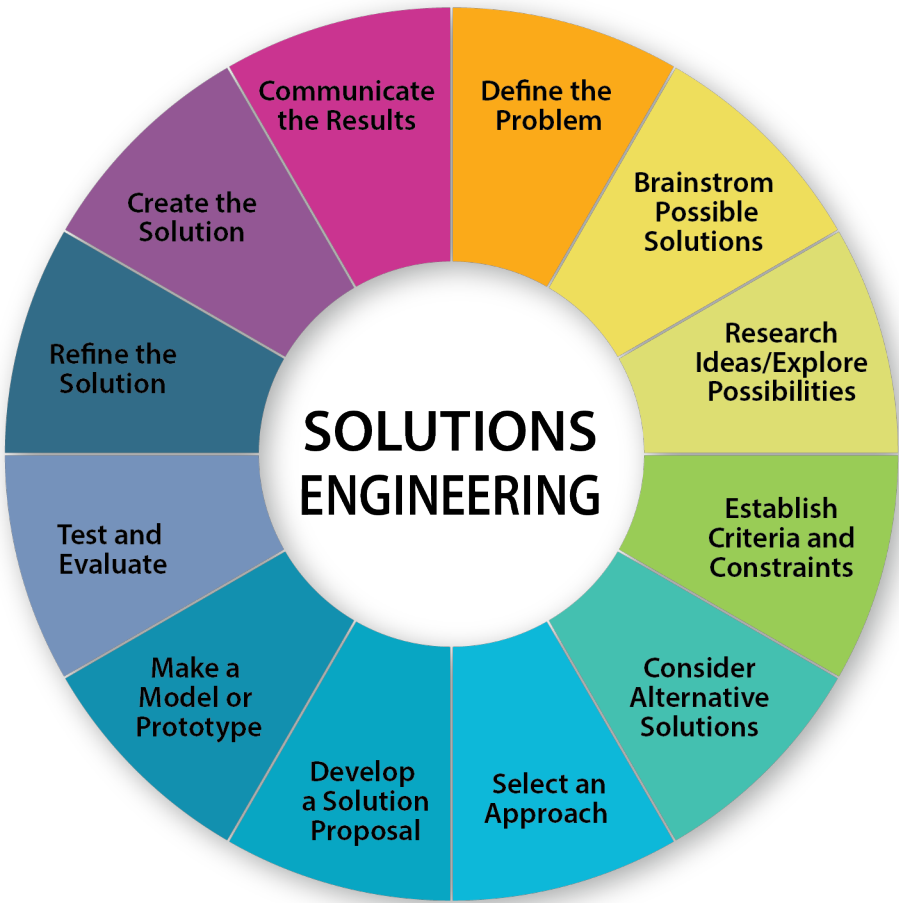 Communicate
the Results
Define the
Problem
Brainstrom
Possible
Solutions
Research
Ideas/Explore
Possibilities
Establish
Criteria and
Constraints
Consider
Alternative
Solutions
Select an
Approach
Develop
a Solution
Proposal
Make a
Model or
Prototype
Test and
Evaluate
Refine the
Solution
Create the
Solution
SOLUTIONS
ENGINEERING